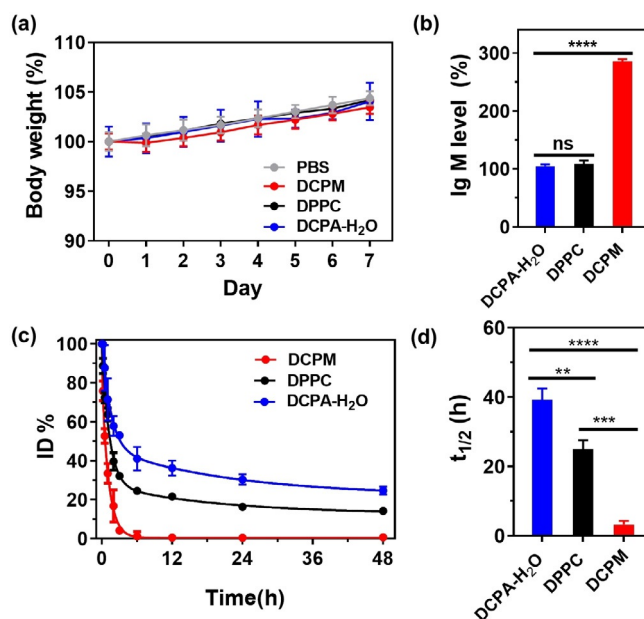 (a)
Body weight (%)
110
105
100
95
90
PBS
DCPM
DPPC
DCPA-H₂O
0 1 2 3 4 5 6 7
Day
(b)
Ig M level (%)
300
200
100
0
****
ns
DCPA-H₂O
DPPC
DCPM
(c)
ID %
100
80
60
40
20
0
DCPM
DPPC
DCPA-H₂O
0 12 24 36 48
Time(h)
(d)
t₁/₂ (h)
60
40
20
0
****
**
***
DCPA-H₂O
DPPC
DCPM